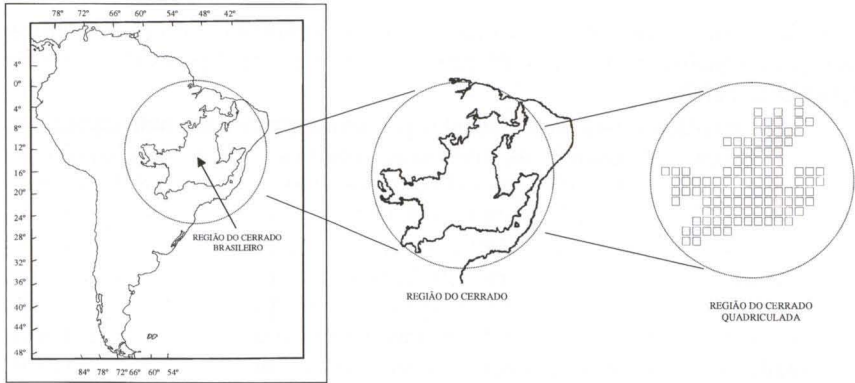 78° 72° 66° 60° 54° 48° 42°
4°
0°
4°
8°
12°
16°
20°
24°
28°
32°
36°
40°
44°
48°
84° 78° 72° 66° 60° 54°
REGIÃO DO CERRADO
BRASILEIRO
REGIÃO DO CERRADO
REGIÃO DO CERRADO
QUADRICULADA